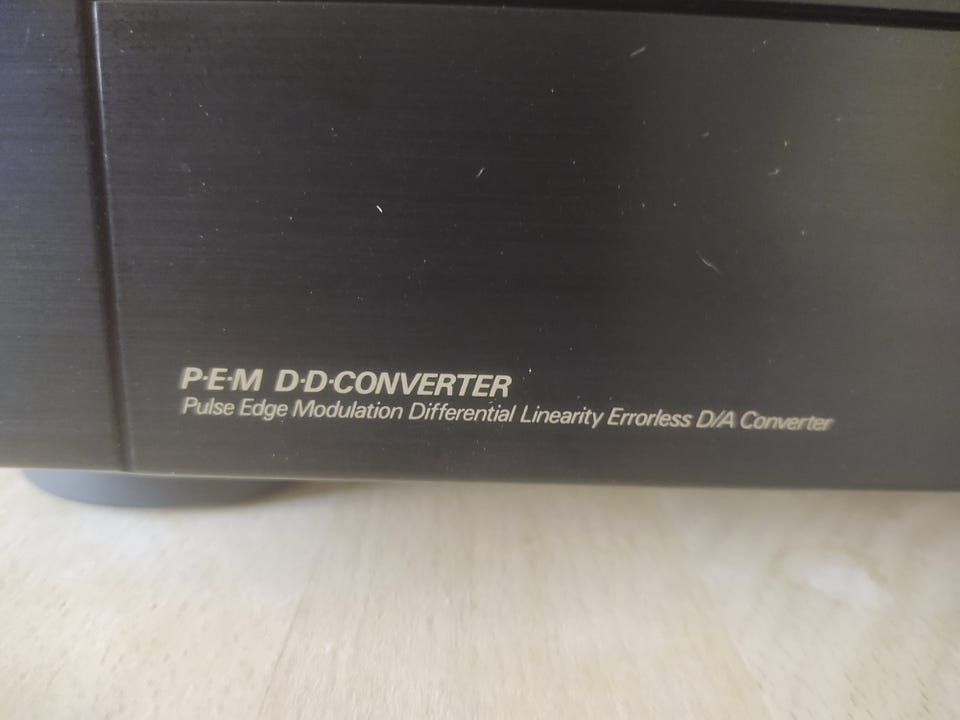 P·E·M D·D·CONVERTER
Pulse Edge Modulation Differential Linearity Errorless D/A Converter